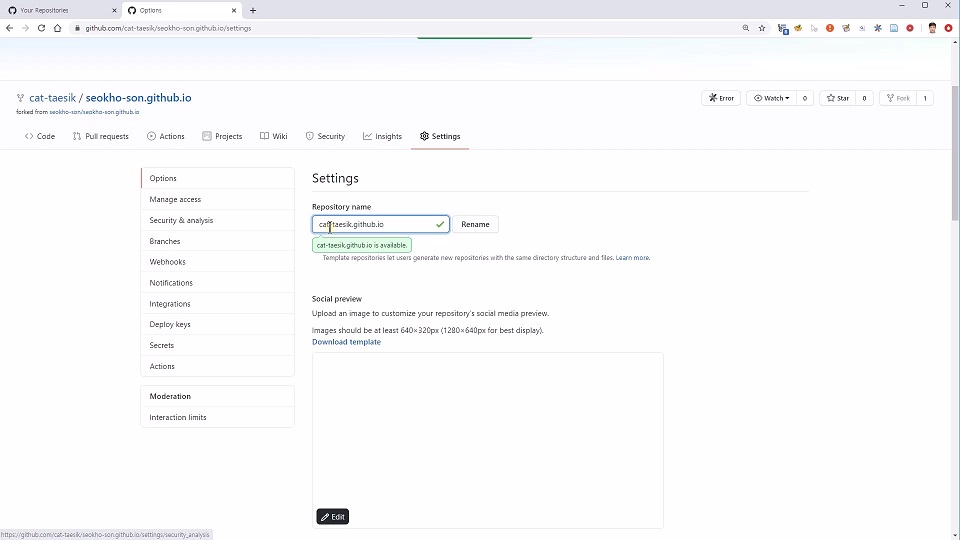 Your Repositories
Options
github.com/cat-taesik/seokho-son.github.io/settings
cat-taesik / seokho-son.github.io
forked from seokho-son/seokho-son.github.io
Error
Watch
0
Star
0
Fork
1
Code
Pull requests
Actions
Projects
Wiki
Security
Insights
Settings
Options
Manage access
Security & analysis
Branches
Webhooks
Notifications
Integrations
Deploy keys
Secrets
Actions
Moderation
Interaction limits
Settings
Repository name
cat-taesik.github.io
Rename
cat-taesik.github.io is available.
Template repositories let users generate new repositories with the same directory structure and files. Learn more.
Social preview
Upload an image to customize your repository's social media preview.
Images should be at least 640×320px (1280×640px for best display).
Download template
Edit
https://github.com/cat-taesik/seokho-son.github.io/settings/security_analysis